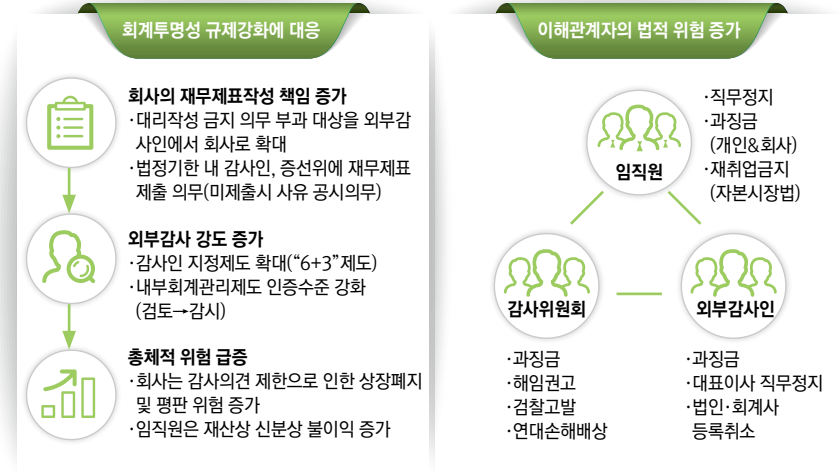 회계투명성 규제강화에 대응
회사의 재무제표작성 책임 증가
·대리작성 금지 의무 부과 대상을 외부감
사인에서 회사로 확대
·법정기한 내 감사인, 증선위에 재무제표
제출 의무(미제출시 사유 공시의무)
외부감사 강도 증가
·감사인 지정제도 확대(“6+3”제도)
·내부회계관리제도 인증수준 강화
(검토→감시)
총체적 위험 급증
·회사는 감사의견 제한으로 인한 상장폐지
및 평판 위험 증가
·임직원은 재산상 신분상 불이익 증가
이해관계자의 법적 위험 증가
임직원
·직무정지
·과징금
(개인&회사)
·재취업금지
(자본시장법)
감사위원회
·과징금
·해임권고
·검찰고발
·연대손해배상
외부감사인
·과징금
·대표이사 직무정지
·법인·회계사
등록취소